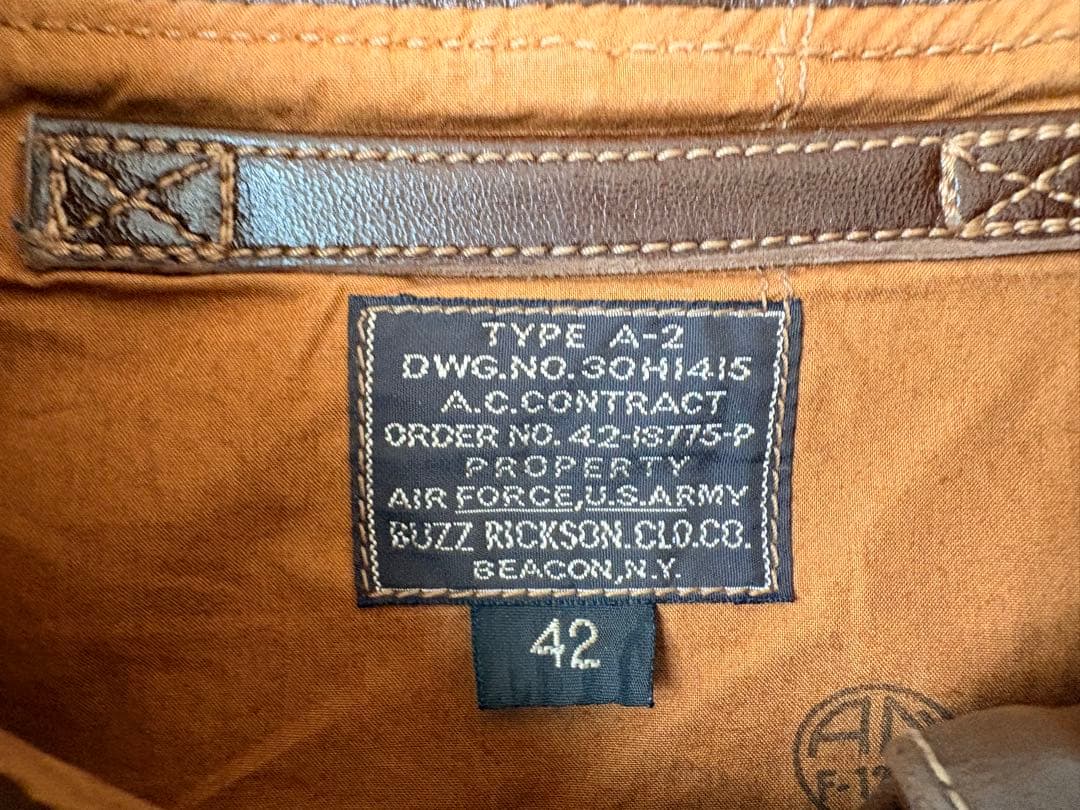 TYPE A-2
DWG.NO. 30H1415
A.C.CONTRACT
ORDER NO. 42-18775-P
PROPERTY
AIR FORCE,U.S.ARMY
BUZZ RICKSON.CLO.CO.
BEACON,N.Y.
42
AN